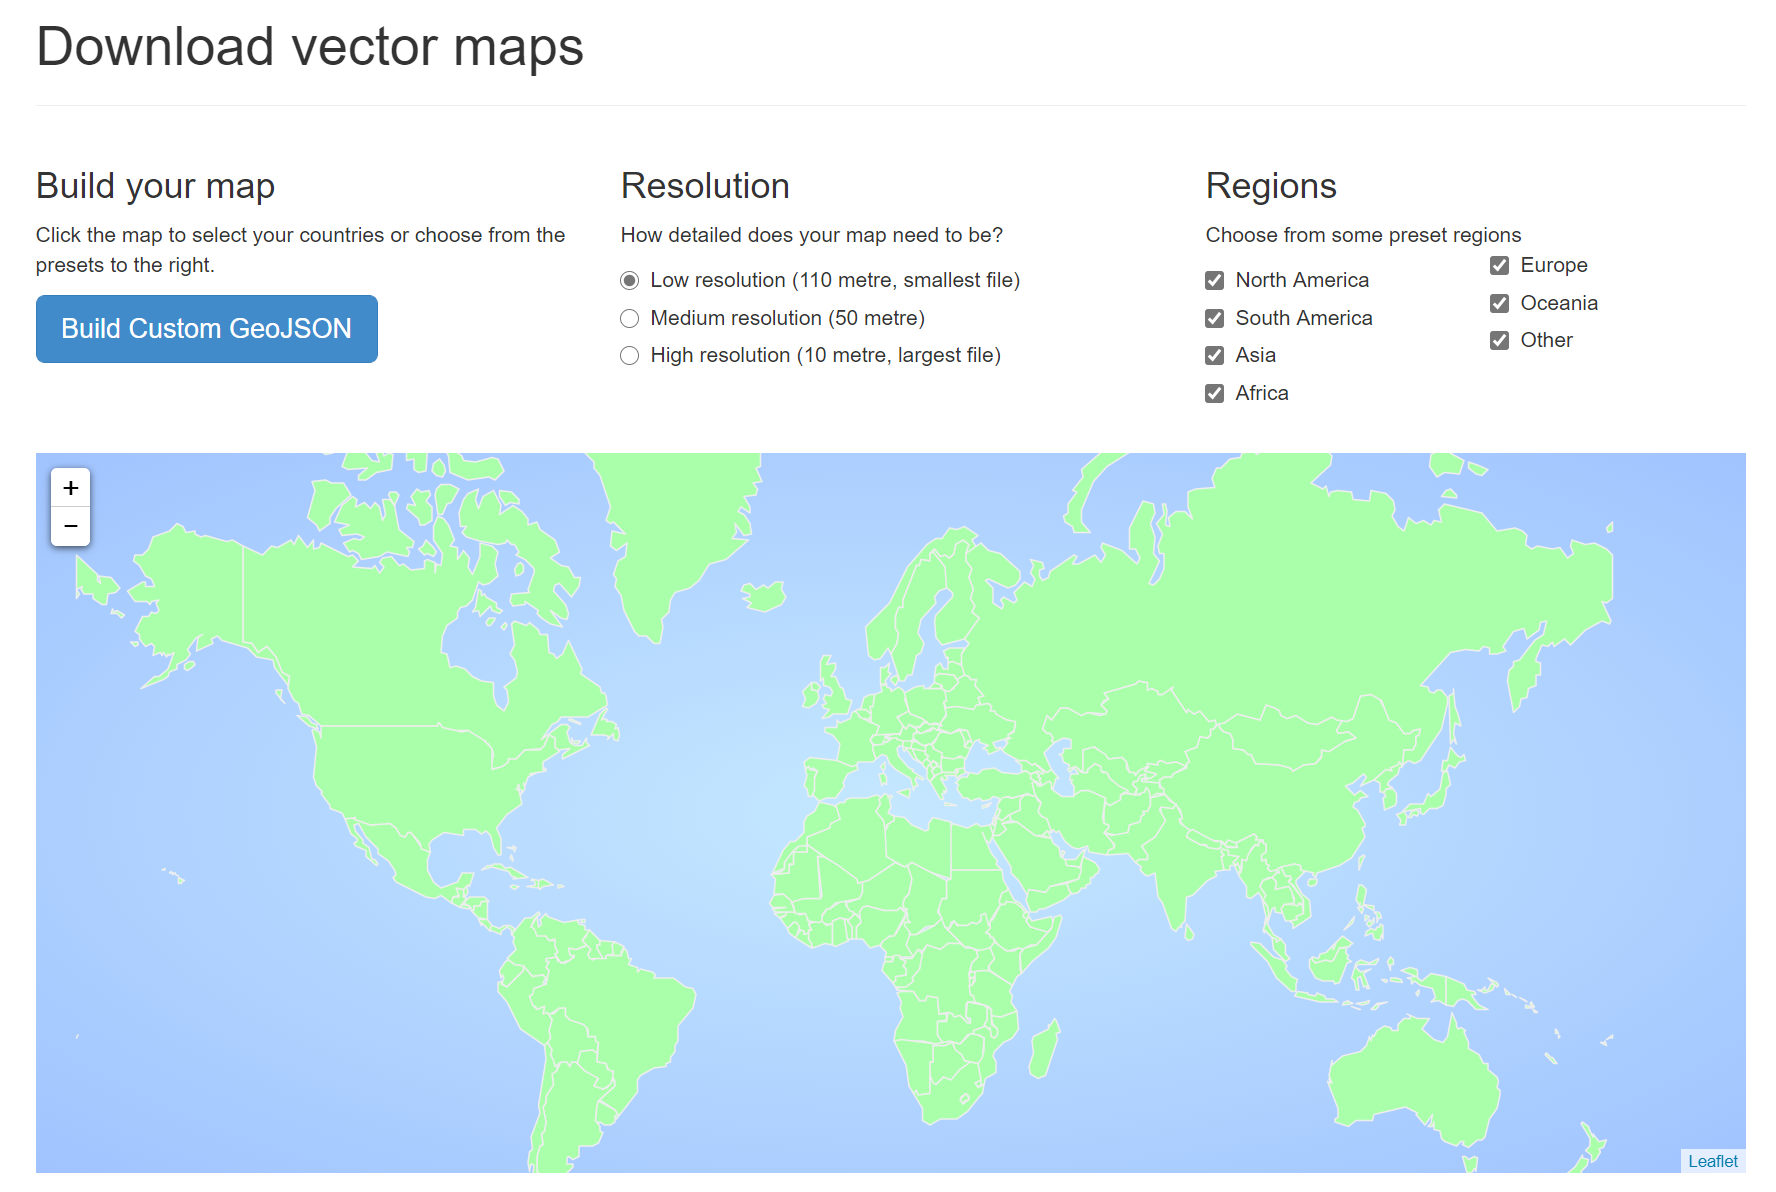 Download vector maps
Build your map
Click the map to select your countries or choose from the
presets to the right.
Build Custom GeoJSON
Resolution
How detailed does your map need to be?
Low resolution (110 metre, smallest file)
Medium resolution (50 metre)
High resolution (10 metre, largest file)
Regions
Choose from some preset regions
North America
South America
Asia
Africa
Europe
Oceania
Other
+
−
Leaflet